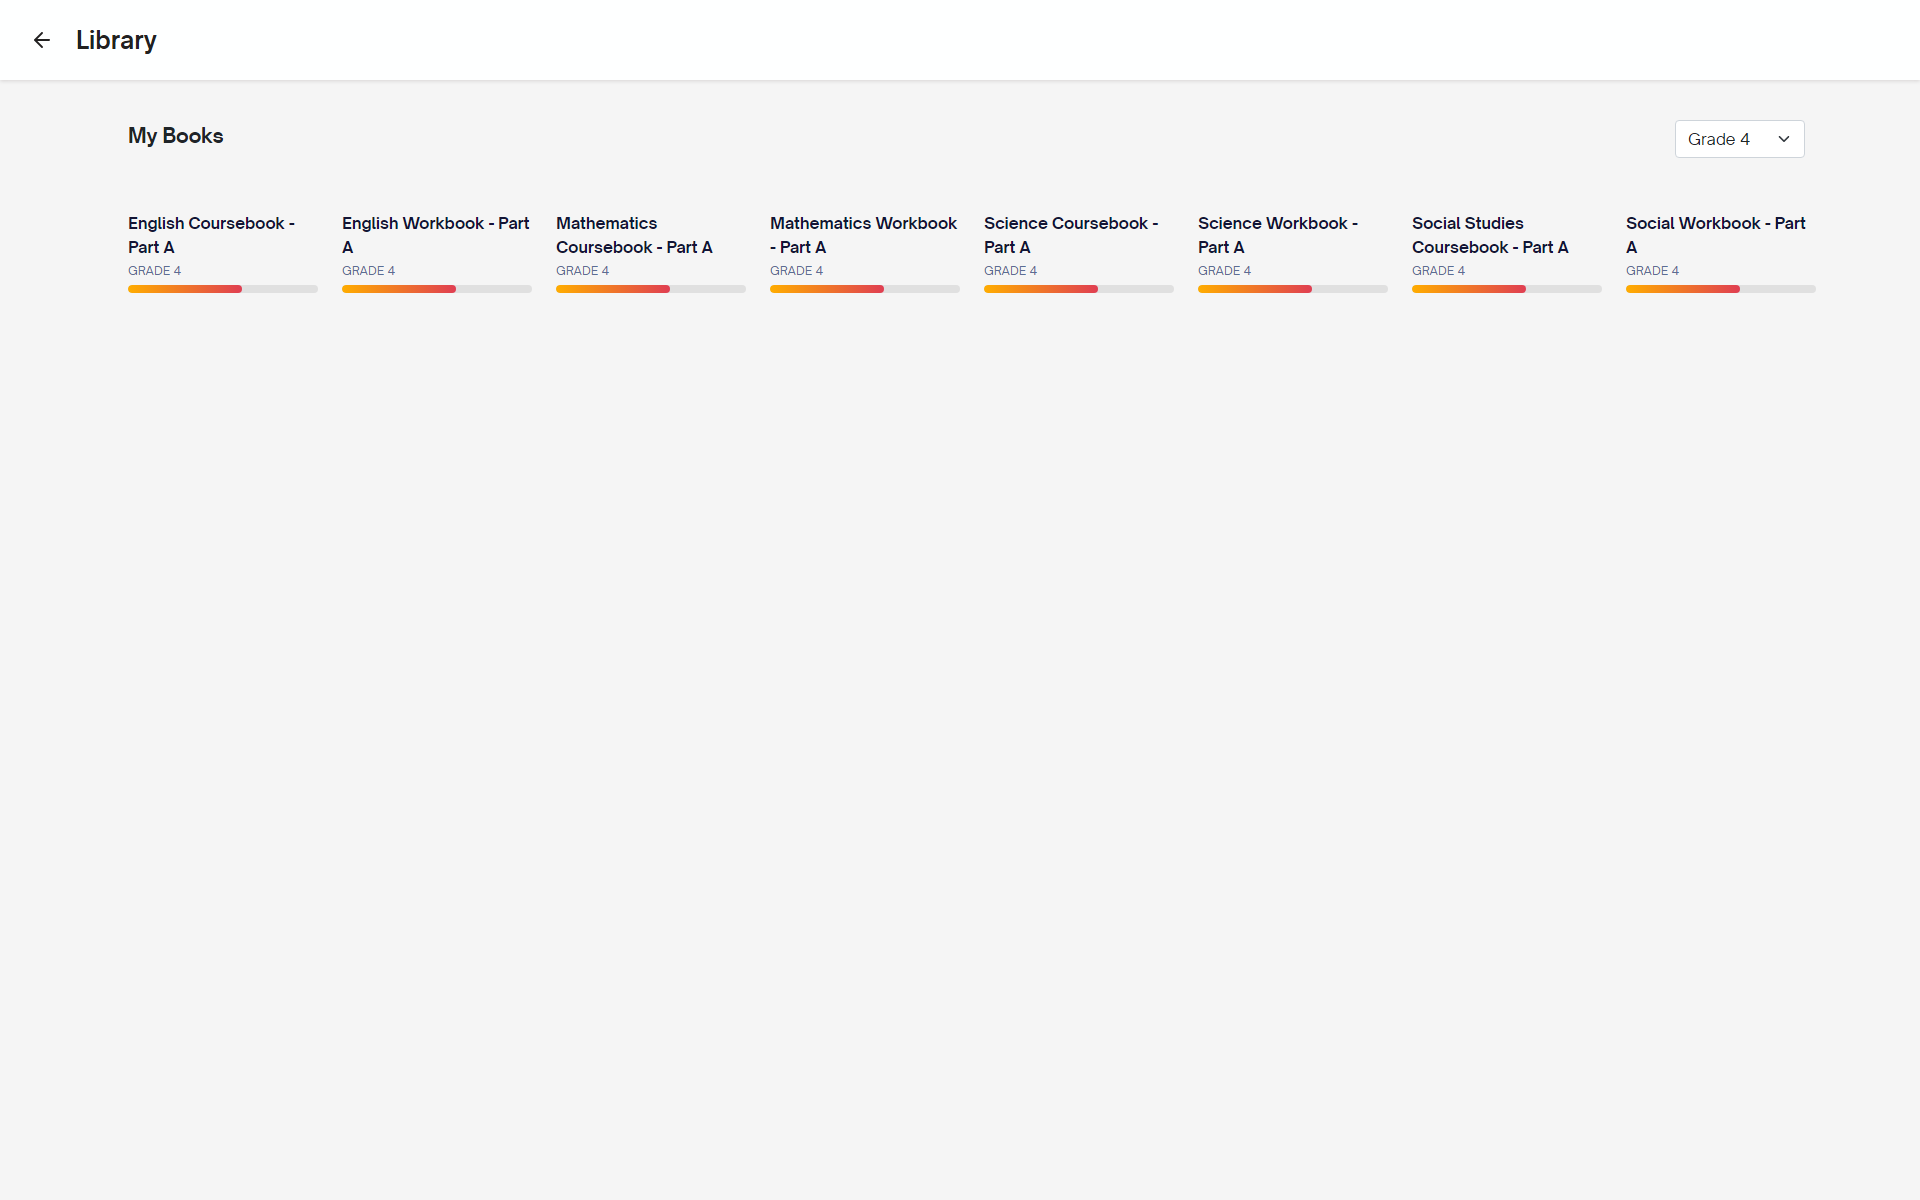 Library
My Books
Grade 4
English Coursebook -
Part A
GRADE 4
English Workbook - Part
A
GRADE 4
Mathematics
Coursebook - Part A
GRADE 4
Mathematics Workbook
- Part A
GRADE 4
Science Coursebook -
Part A
GRADE 4
Science Workbook -
Part A
GRADE 4
Social Studies
Coursebook - Part A
GRADE 4
Social Workbook - Part
A
GRADE 4